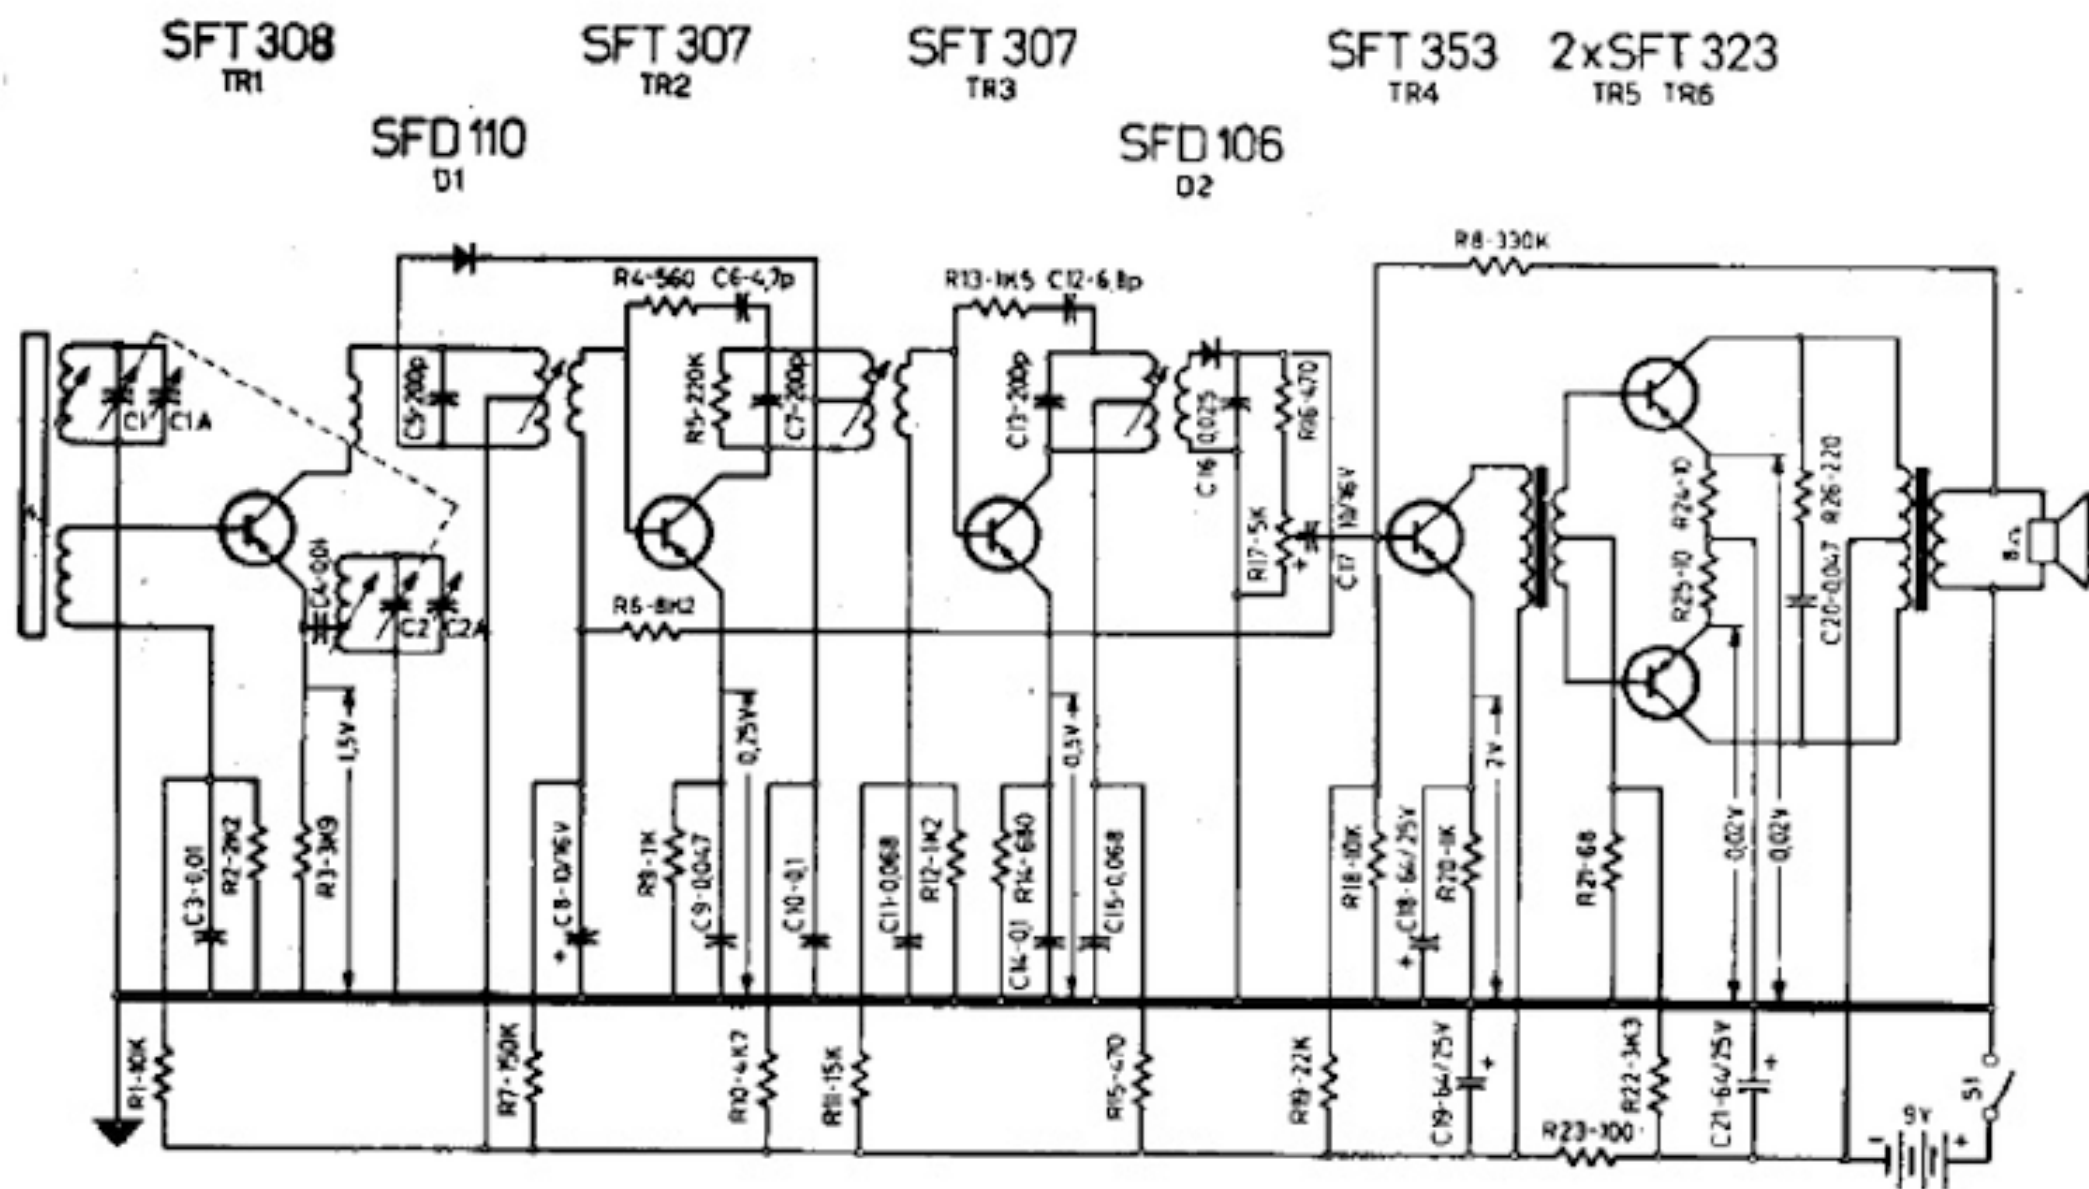 SFT 308
TR1
SFT 307
TR2
SFT 307
TR3
SFT 353
TR4
2xSFT 323
TR5 TR6
SFD 110
D1
SFD 106
D2
R8-330K
R4-560
C6-4,7p
R13-1K5
C12-6,8p
C1
C1A
C5-200p
R5-220K
C7-200p
C13-200p
C16 0,025
R16-470
R17-5K
+
10/16V
C17
R24-10
R25-10
R26-220
C20-0,047
8Ω
C4-0,01
C2
C2A
R6-8K2
1,5V
0,25V
0,5V
2V
0,02V
0,02V
C3-0,01
R2-2K2
R3-3K9
C8-10/16V
+
R9-1K
C9-0,047
C10-0,1
C11-0,068
R12-1K2
R14-680
C14-0,1
C15-0,068
R18-10K
C18-64/25V
+
R20-1K
R21-68
R1-10K
R7-150K
R10-4K7
R11-15K
R15-470
R19-22K
C19-64/25V
+
R23-100
R22-3K3
C21-64/25V
+
S1
9V
-
+